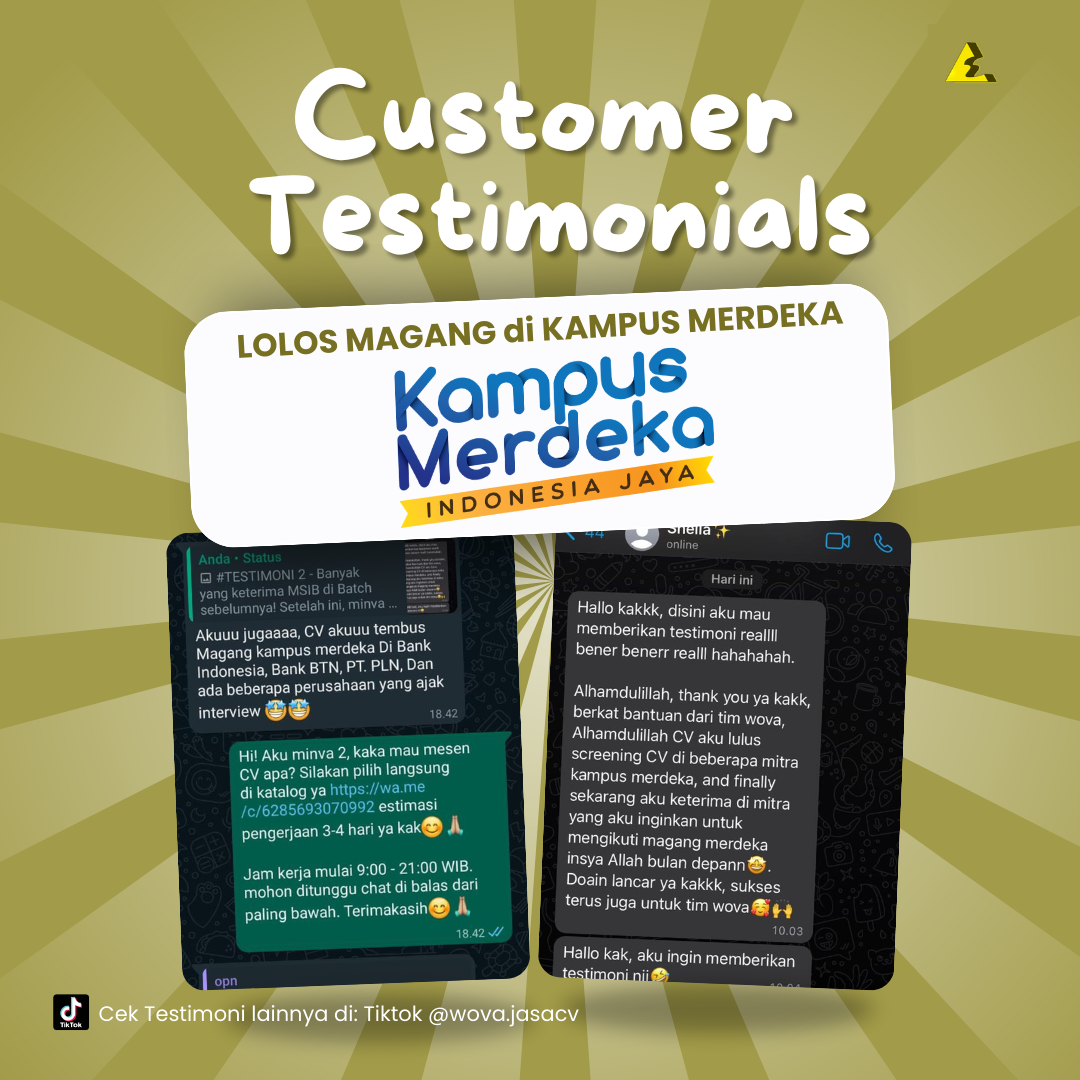 Customer
Testimonials
LOLOS MAGANG di KAMPUS MERDEKA
Kampus
Merdeka
INDONESIA JAYA
Anda • Status
#TESTIMONI 2 - Banyak
yang keterima MSIB di Batch
sebelumnya! Setelah ini, minva ...
Akuuu jugaaaa, CV akuuu tembus
Magang kampus merdeka Di Bank
Indonesia, Bank BTN, PT. PLN, Dan
ada beberapa perusahaan yang ajak
interview 🤩🤩
18.42
Hi! Aku minva 2, kaka mau mesen
CV apa? Silakan pilih langsung
di katalog ya https://wa.me
/c/6285693070992 estimasi
pengerjaan 3-4 hari ya kak😊🙏🏼
Jam kerja mulai 9:00 - 21:00 WIB.
mohon ditunggu chat di balas dari
paling bawah. Terimakasih😊🙏🏼
18.42
opn
44
Sheila✨
online
Hari ini
Hallo kakkk, disini aku mau
memberikan testimoni reallll
bener benerr realll hahahahah.
Alhamdulillah, thank you ya kakk,
berkat bantuan dari tim wova,
Alhamdulillah CV aku lulus
screening CV di beberapa mitra
kampus merdeka, and finally
sekarang aku keterima di mitra
yang aku inginkan untuk
mengikuti magang merdeka
insya Allah bulan depann🤩.
Doain lancar ya kakkk, sukses
terus juga untuk tim wova🥰🙌
10.03
Hallo kak, aku ingin memberikan
testimoni nii🤣
TikTok
Cek Testimoni lainnya di: Tiktok @wova.jasacv